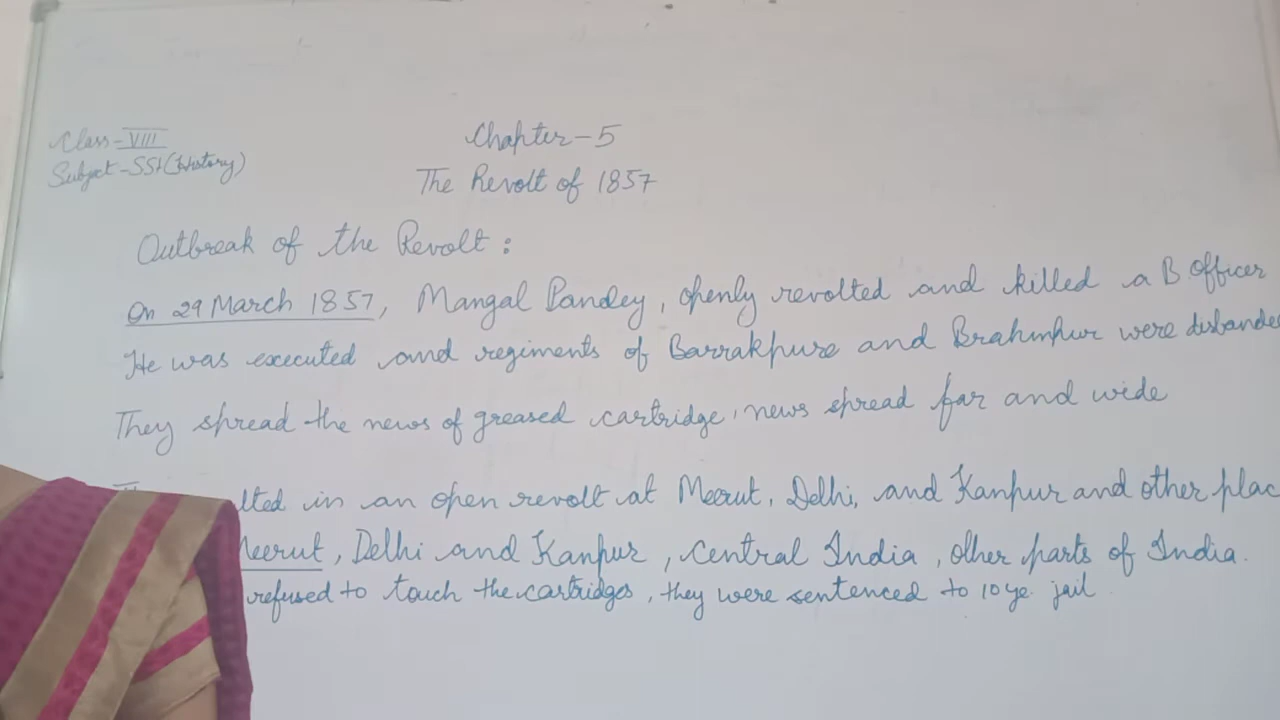 Class-VIII
Subject-SSt(History)
Chapter-5
The Revolt of 1857
Outbreak of the Revolt :
On 29 March 1857, Mangal Pandey, openly revolted and killed a B officer
He was executed and regiments of Barrakpure and Brahmpur were disbanded
They spread the news of greased cartridge, news spread far and wide
lted in an open revolt at Meerut, Delhi, and Kanpur and other plac
Meerut, Delhi and Kanpur, Central India, other parts of India.
refused to touch the cartridges, they were sentenced to 10 ye. jail